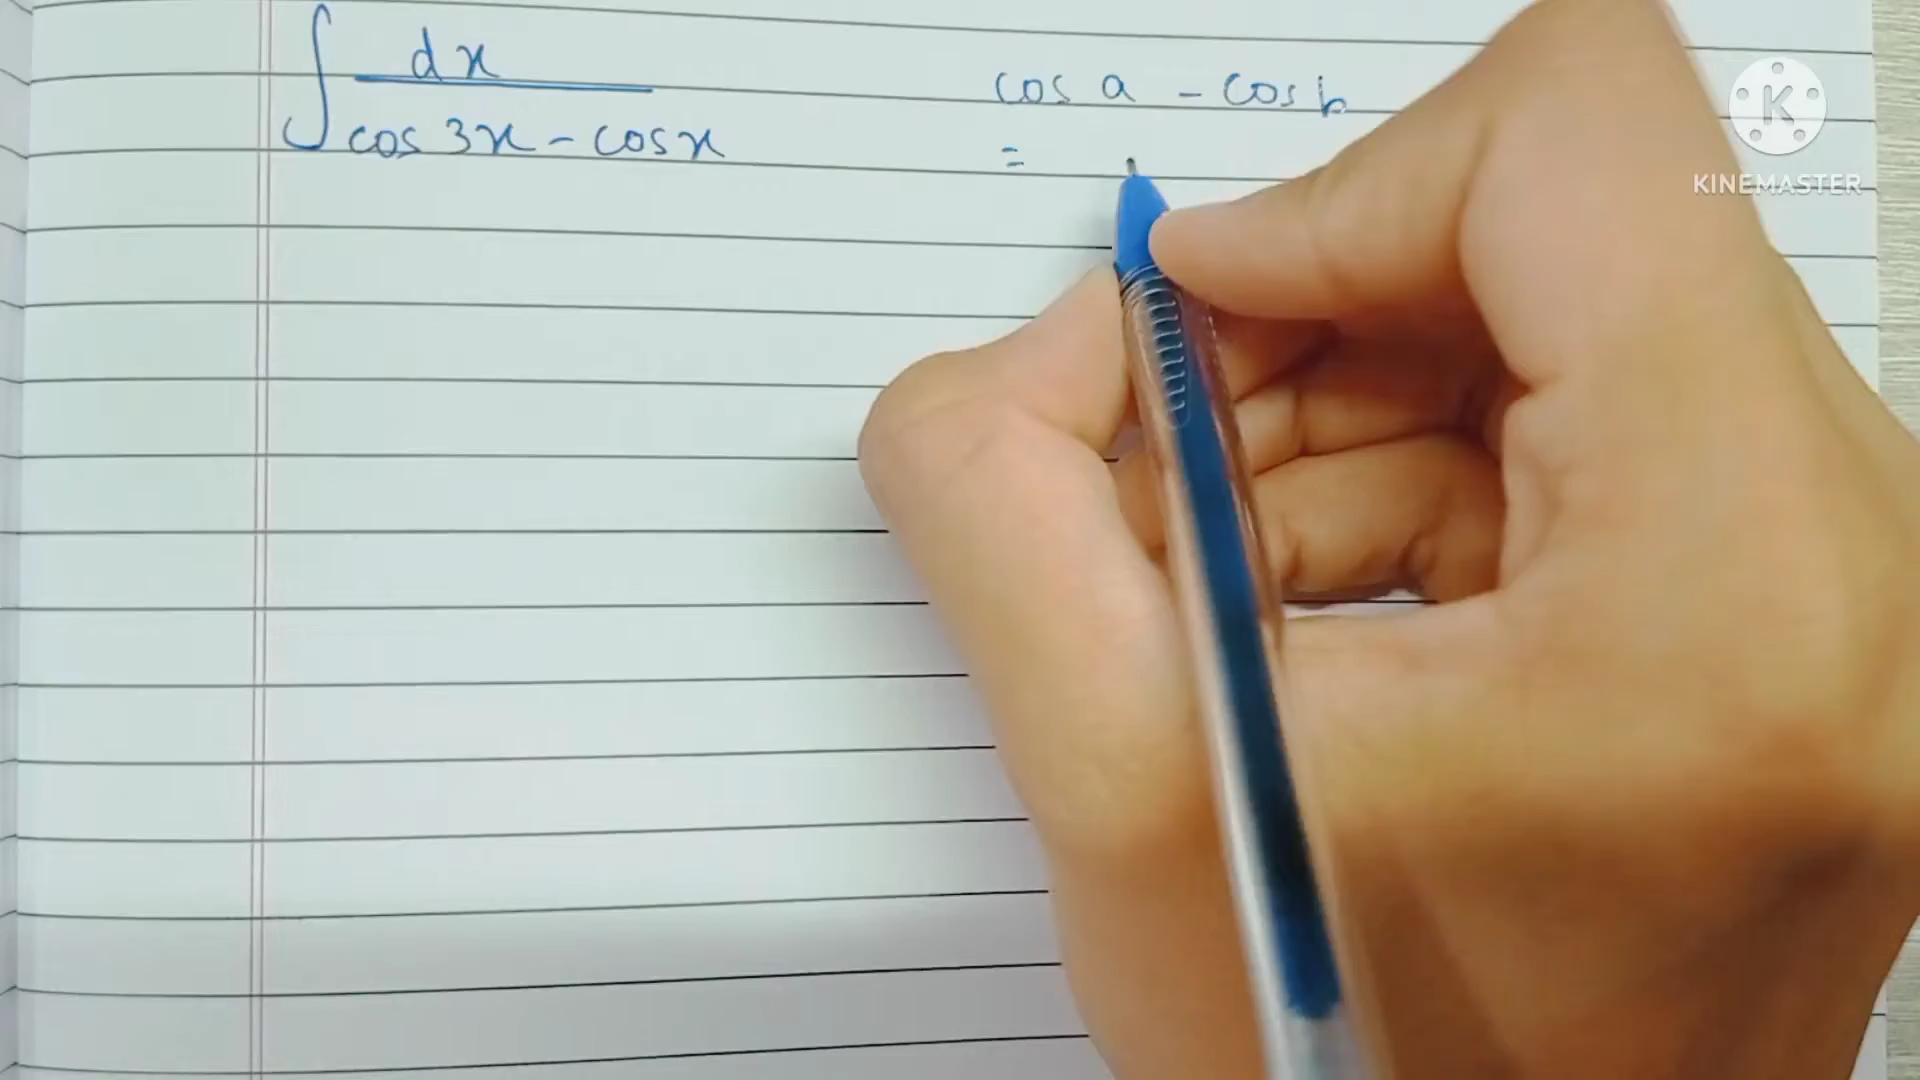 ∫ dx
cos 3x - cos x
cos a - cos b
=
K
KINEMASTER